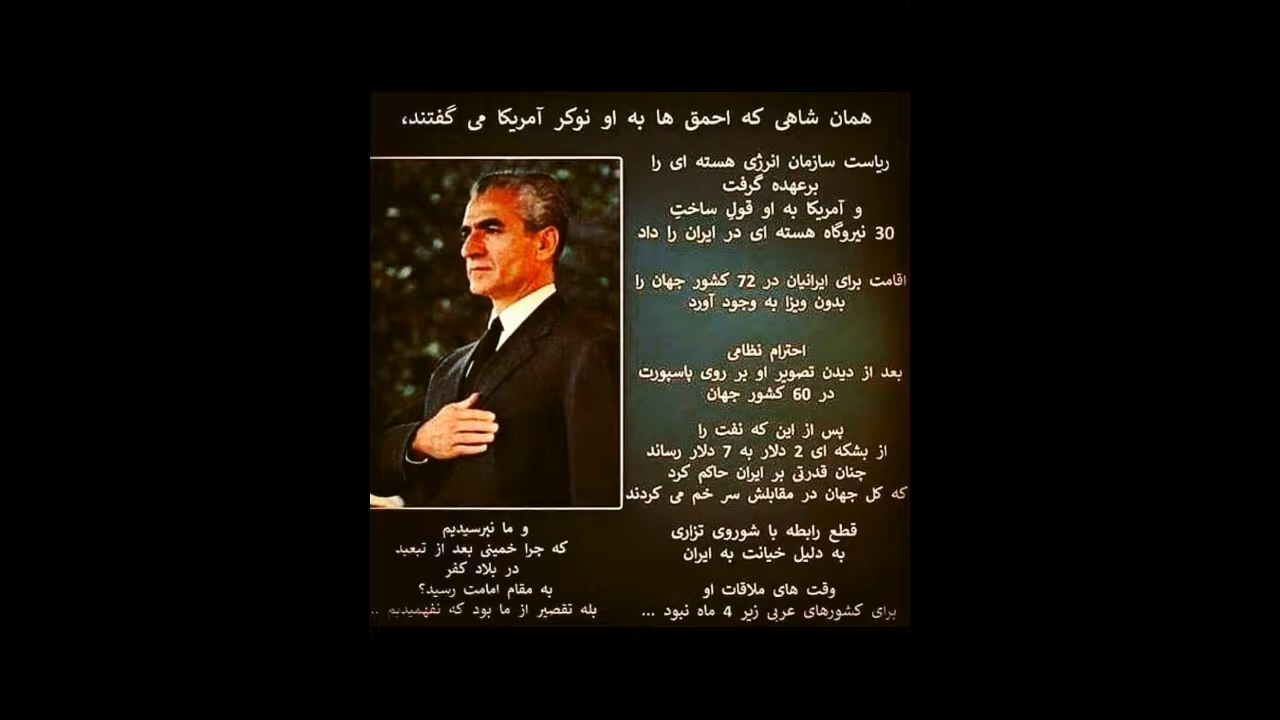 همان شاهی که احمق ها به او نوکر آمریکا می گفتند،
ریاست سازمان انرژی هسته ای را
برعهده گرفت
و آمریکا به او قولِ ساختِ
30 نیروگاه هسته ای در ایران را داد
اقامت برای ایرانیان در 72 کشور جهان را
بدون ویزا به وجود آورد
احترام نظامی
بعد از دیدن تصویر او بر روی پاسپورت
در 60 کشور جهان
پس از این که نفت را
از بشکه ای 2 دلار به 7 دلار رساند
چنان قدرتی بر ایران حاکم کرد
که کل جهان در مقابلش سر خم می کردند
قطع رابطه با شوروی تزاری
به دلیل خیانت به ایران
وقت های ملاقات او
برای کشورهای عربی زیر 4 ماه نبود ...
و ما نپرسیدیم
که چرا خمینی بعد از تبعید
در بلاد کفر
به مقام امامت رسید؟
بله تقصیر از ما بود که نفهمیدیم ...